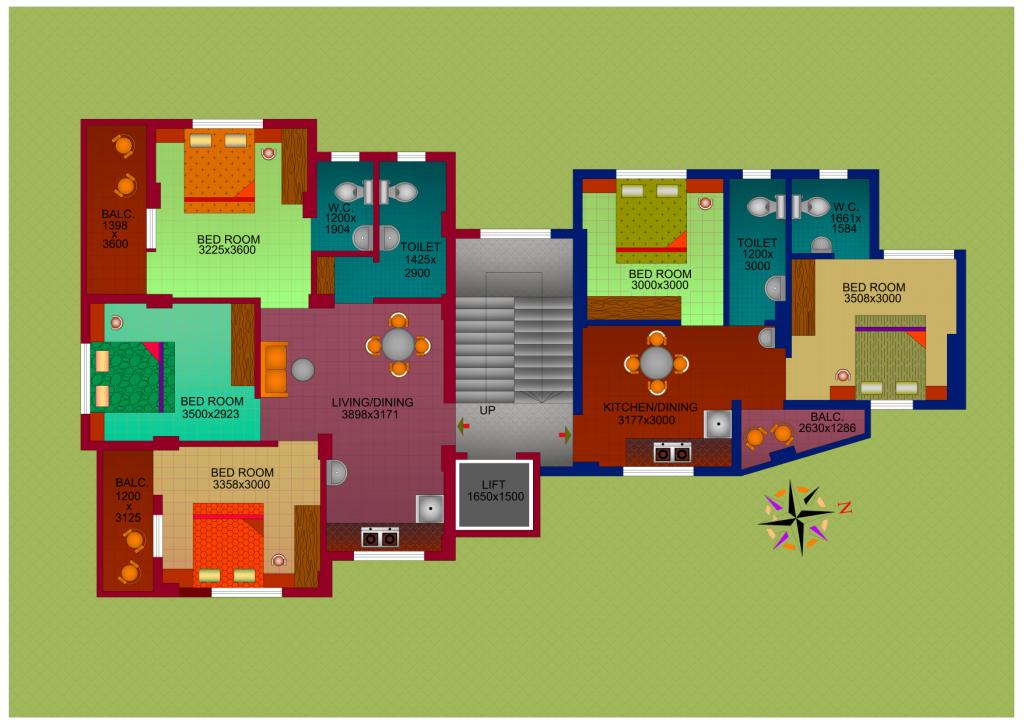 BALC.
1398
x
3600
BED ROOM
3225x3600
W.C.
1200x
1904
TOILET
1425x
2900
BED ROOM
3500x2923
LIVING/DINING
3898x3171
BALC.
1200
x
3125
BED ROOM
3358x3000
UP
LIFT
1650x1500
BED ROOM
3000x3000
TOILET
1200x
3000
W.C.
1661x
1584
BED ROOM
3508x3000
KITCHEN/DINING
3177x3000
BALC.
2630x1286
N